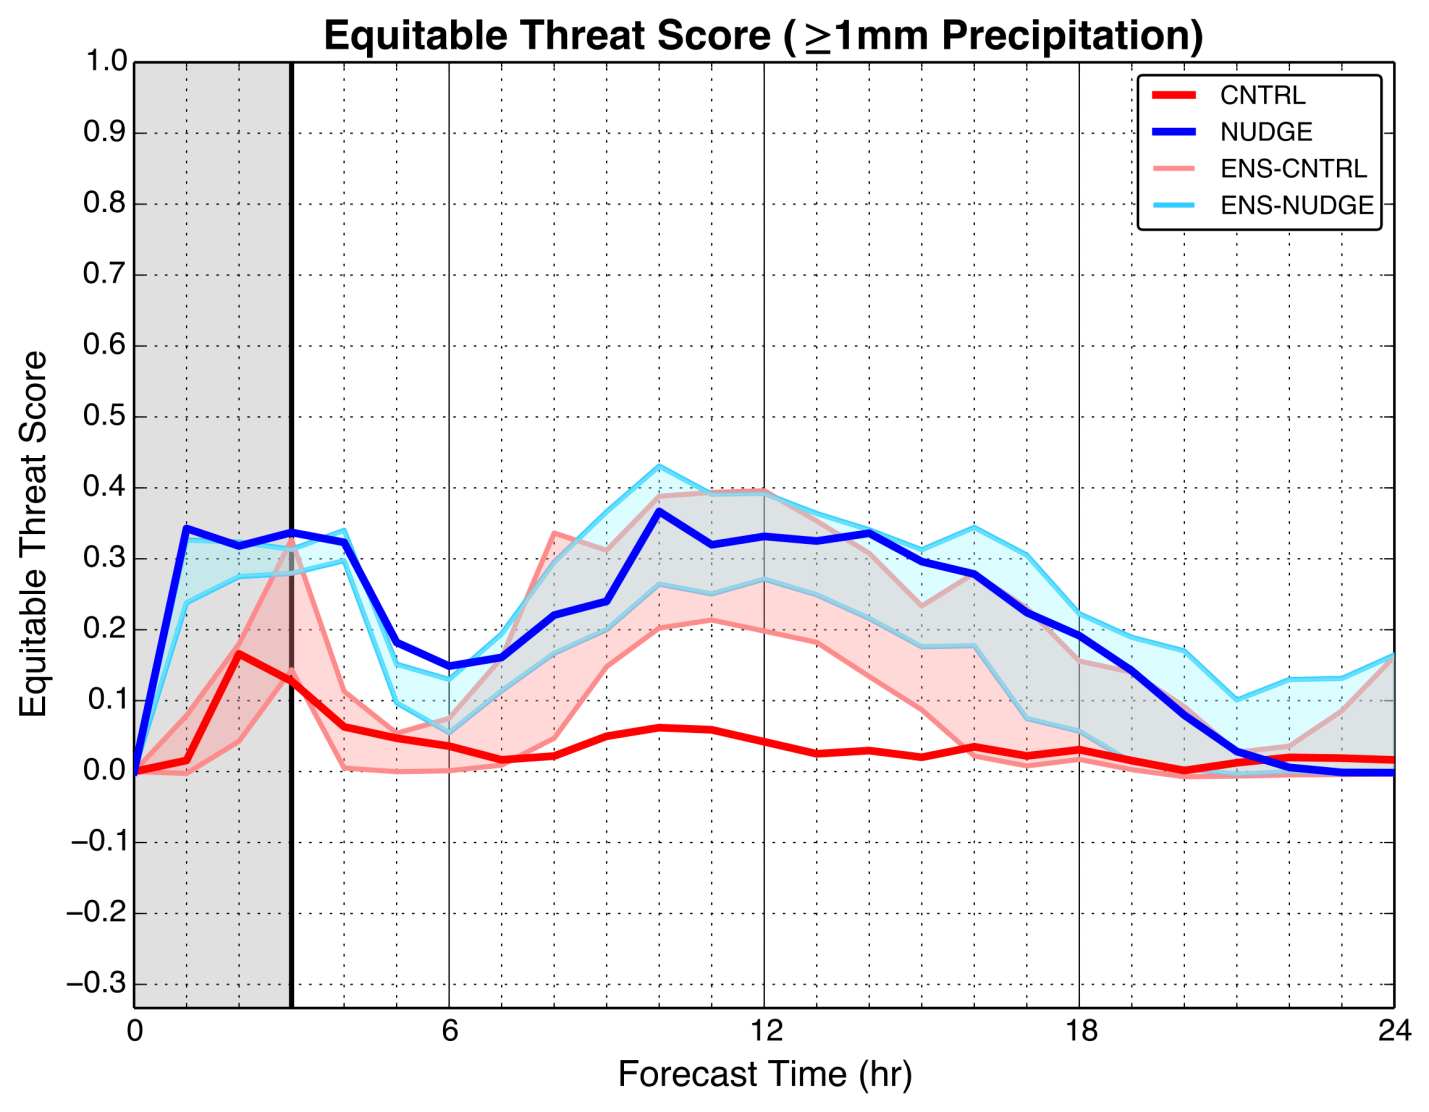 Equitable Threat Score (≥1mm Precipitation)
1.0
0.9
0.8
0.7
0.6
0.5
0.4
0.3
0.2
0.1
0.0
−0.1
−0.2
−0.3
Equitable Threat Score
CNTRL
NUDGE
ENS-CNTRL
ENS-NUDGE
0 6 12 18 24
Forecast Time (hr)